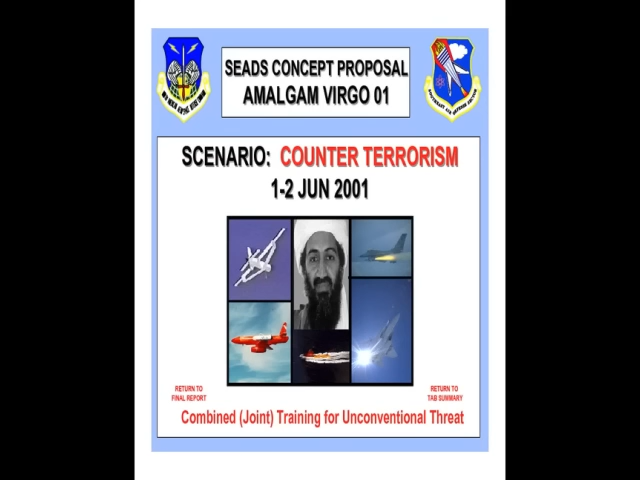 SEADS CONCEPT PROPOSAL
AMALGAM VIRGO 01
SCENARIO: COUNTER TERRORISM
1-2 JUN 2001
RETURN TO
FINAL REPORT
RETURN TO
TAB SUMMARY
Combined (Joint) Training for Unconventional Threat